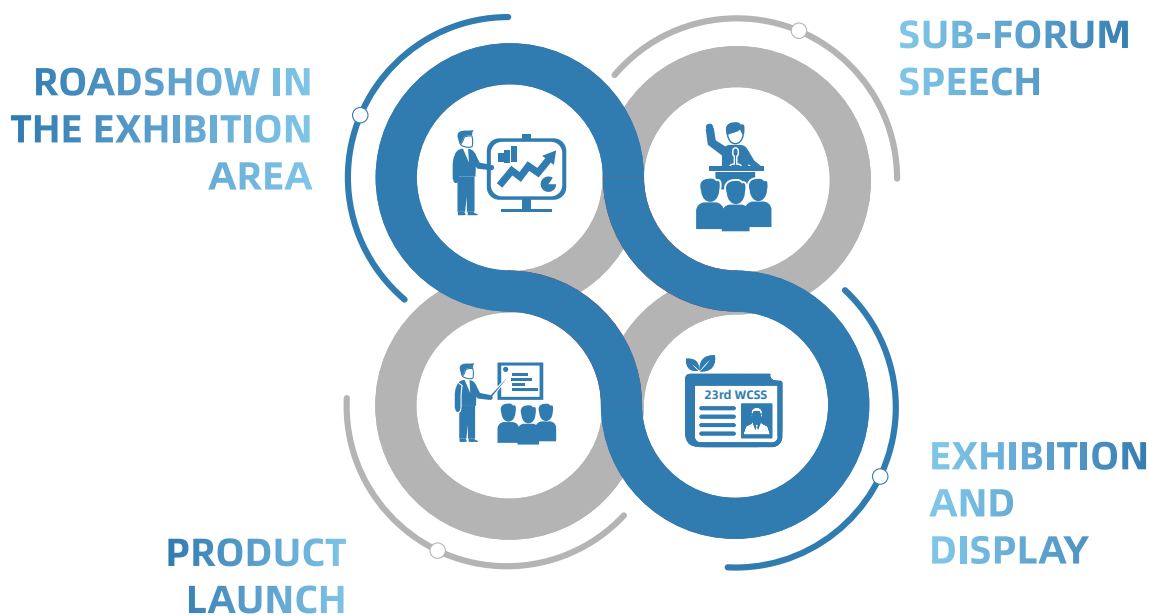 ROADSHOW IN
THE EXHIBITION
AREA
SUB-FORUM
SPEECH
23rd WCSS
PRODUCT
LAUNCH
EXHIBITION
AND
DISPLAY